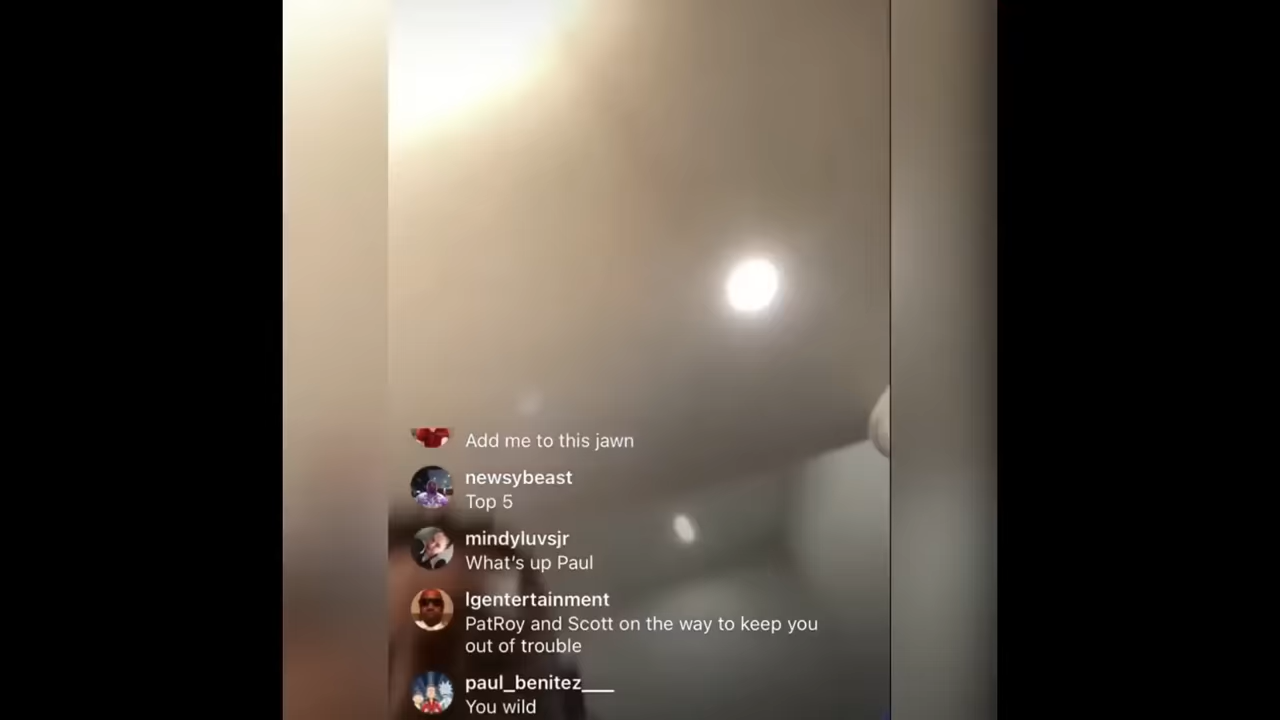 Add me to this jawn
newsybeast
Top 5
mindyluvsjr
What's up Paul
lgentertainment
PatRoy and Scott on the way to keep you
out of trouble
paul_benitez___
You wild